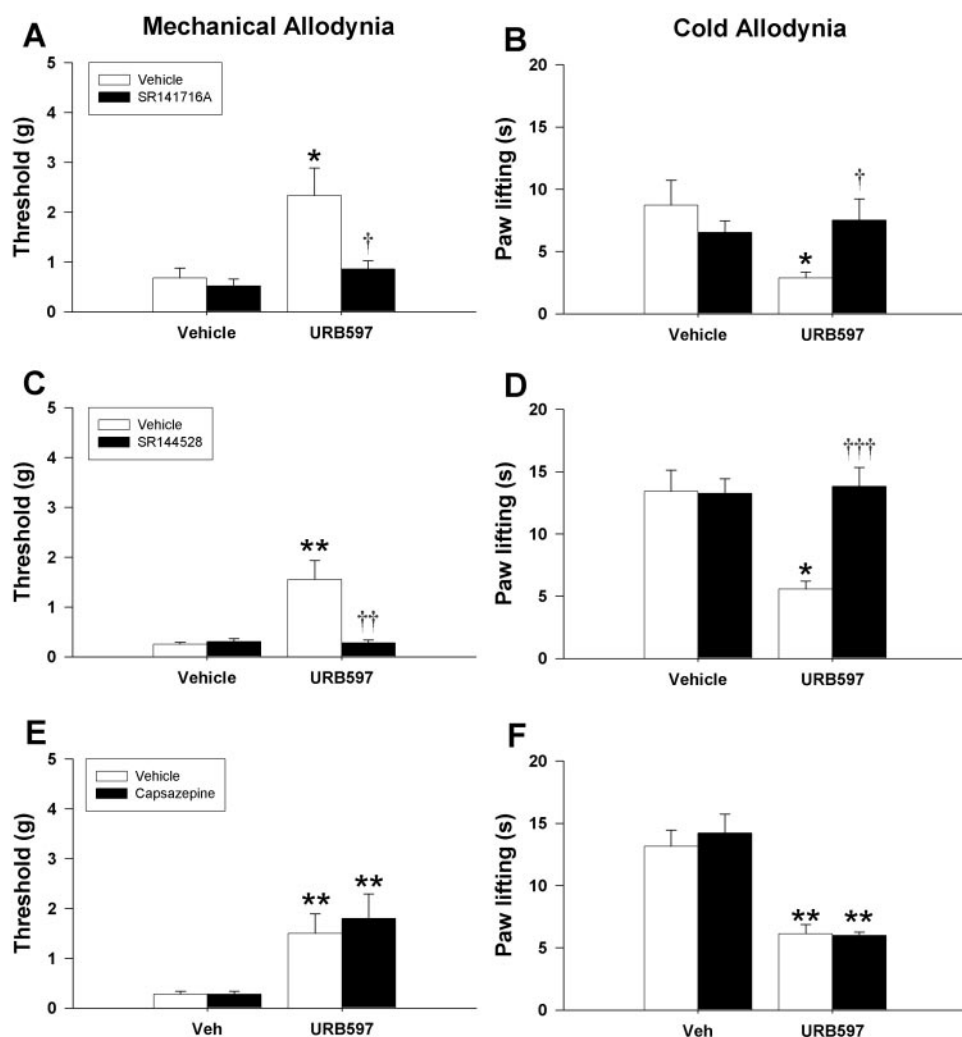 Mechanical Allodynia
Cold Allodynia
A
Threshold (g)
5
4
3
2
1
0
Vehicle
SR141716A
*
†
Vehicle
URB597
B
Paw lifting (s)
20
15
10
5
0
*
†
Vehicle
URB597
C
Threshold (g)
5
4
3
2
1
0
Vehicle
SR144528
**
††
Vehicle
URB597
D
Paw lifting (s)
20
15
10
5
0
*
†††
Vehicle
URB597
E
Threshold (g)
5
4
3
2
1
0
Vehicle
Capsazepine
**
**
Veh
URB597
F
Paw lifting (s)
20
15
10
5
0
**
**
Veh
URB597